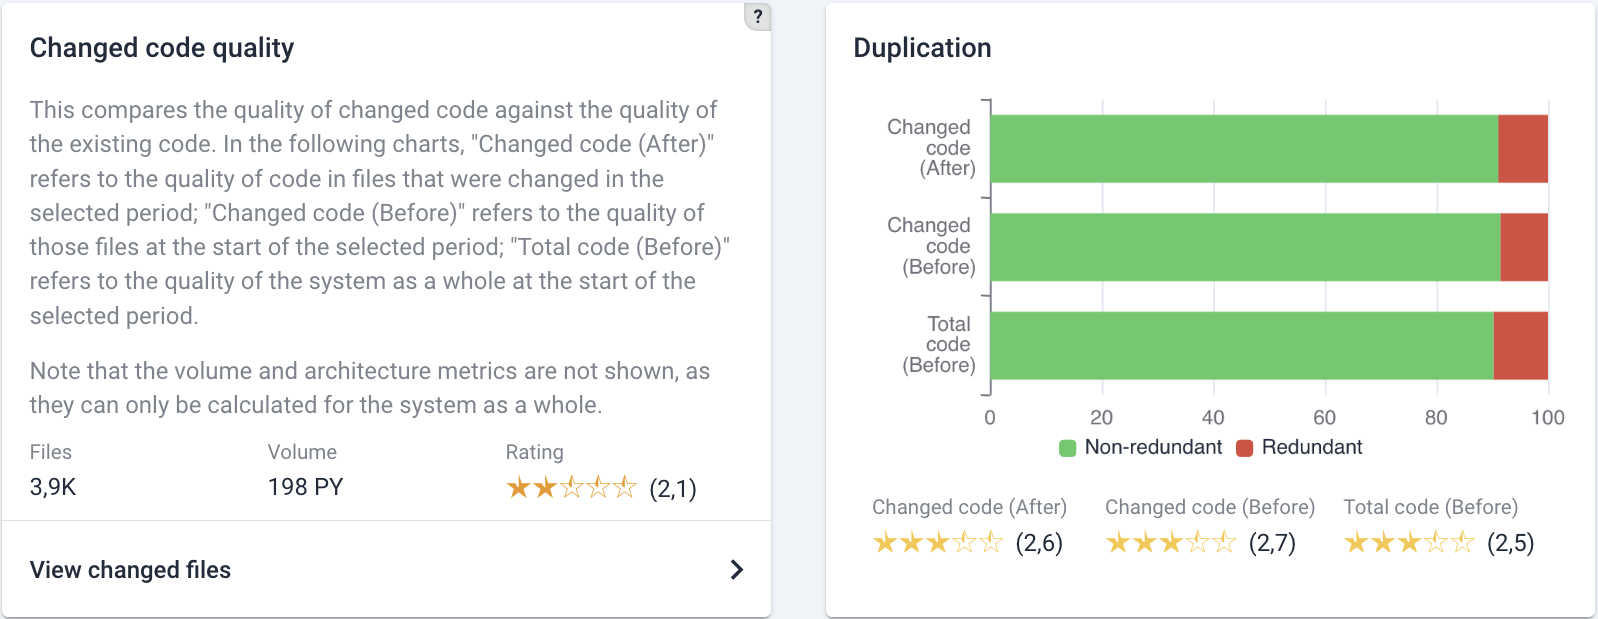 ?
Changed code quality
This compares the quality of changed code against the quality of
the existing code. In the following charts, "Changed code (After)"
refers to the quality of code in files that were changed in the
selected period; "Changed code (Before)" refers to the quality of
those files at the start of the selected period; "Total code (Before)"
refers to the quality of the system as a whole at the start of the
selected period.
Note that the volume and architecture metrics are not shown, as
they can only be calculated for the system as a whole.
Files
3,9K
Volume
198 PY
Rating
(2,1)
View changed files
Duplication
Changed
code
(After)
Changed
code
(Before)
Total
code
(Before)
0 20 40 60 80 100
Non-redundant Redundant
Changed code (After)
(2,6)
Changed code (Before)
(2,7)
Total code (Before)
(2,5)